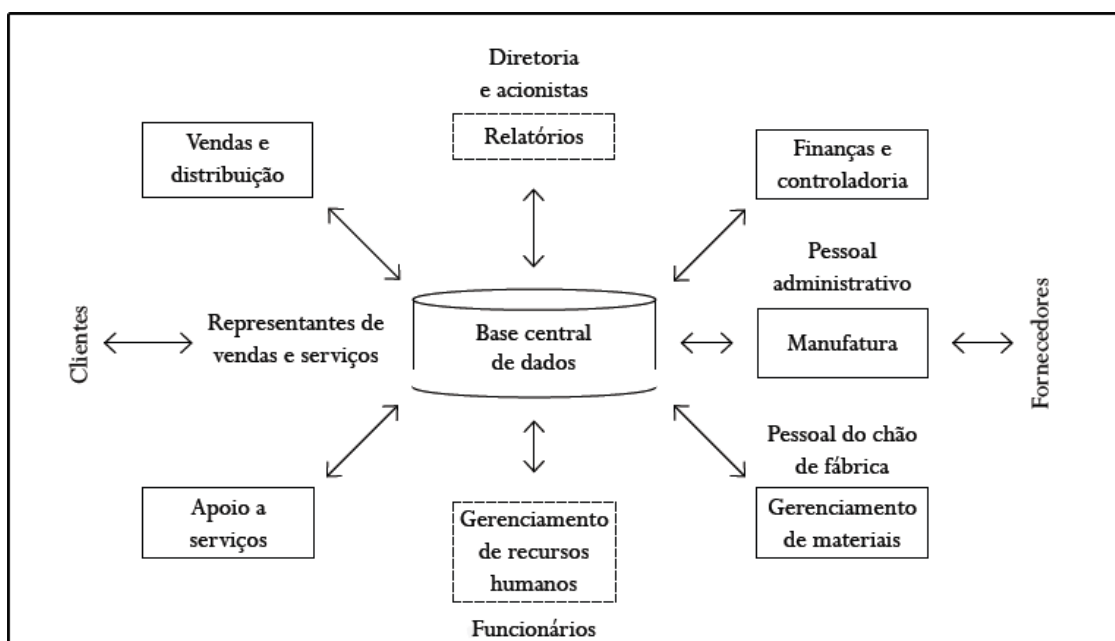 Diretoria
e acionistas
Relatórios
Vendas e
distribuição
Finanças e
controladoria
Pessoal
administrativo
Clientes
Representantes de
vendas e serviços
Base central
de dados
Manufatura
Fornecedores
Pessoal do chão
de fábrica
Apoio a
serviços
Gerenciamento
de recursos
humanos
Gerenciamento
de materiais
Funcionários